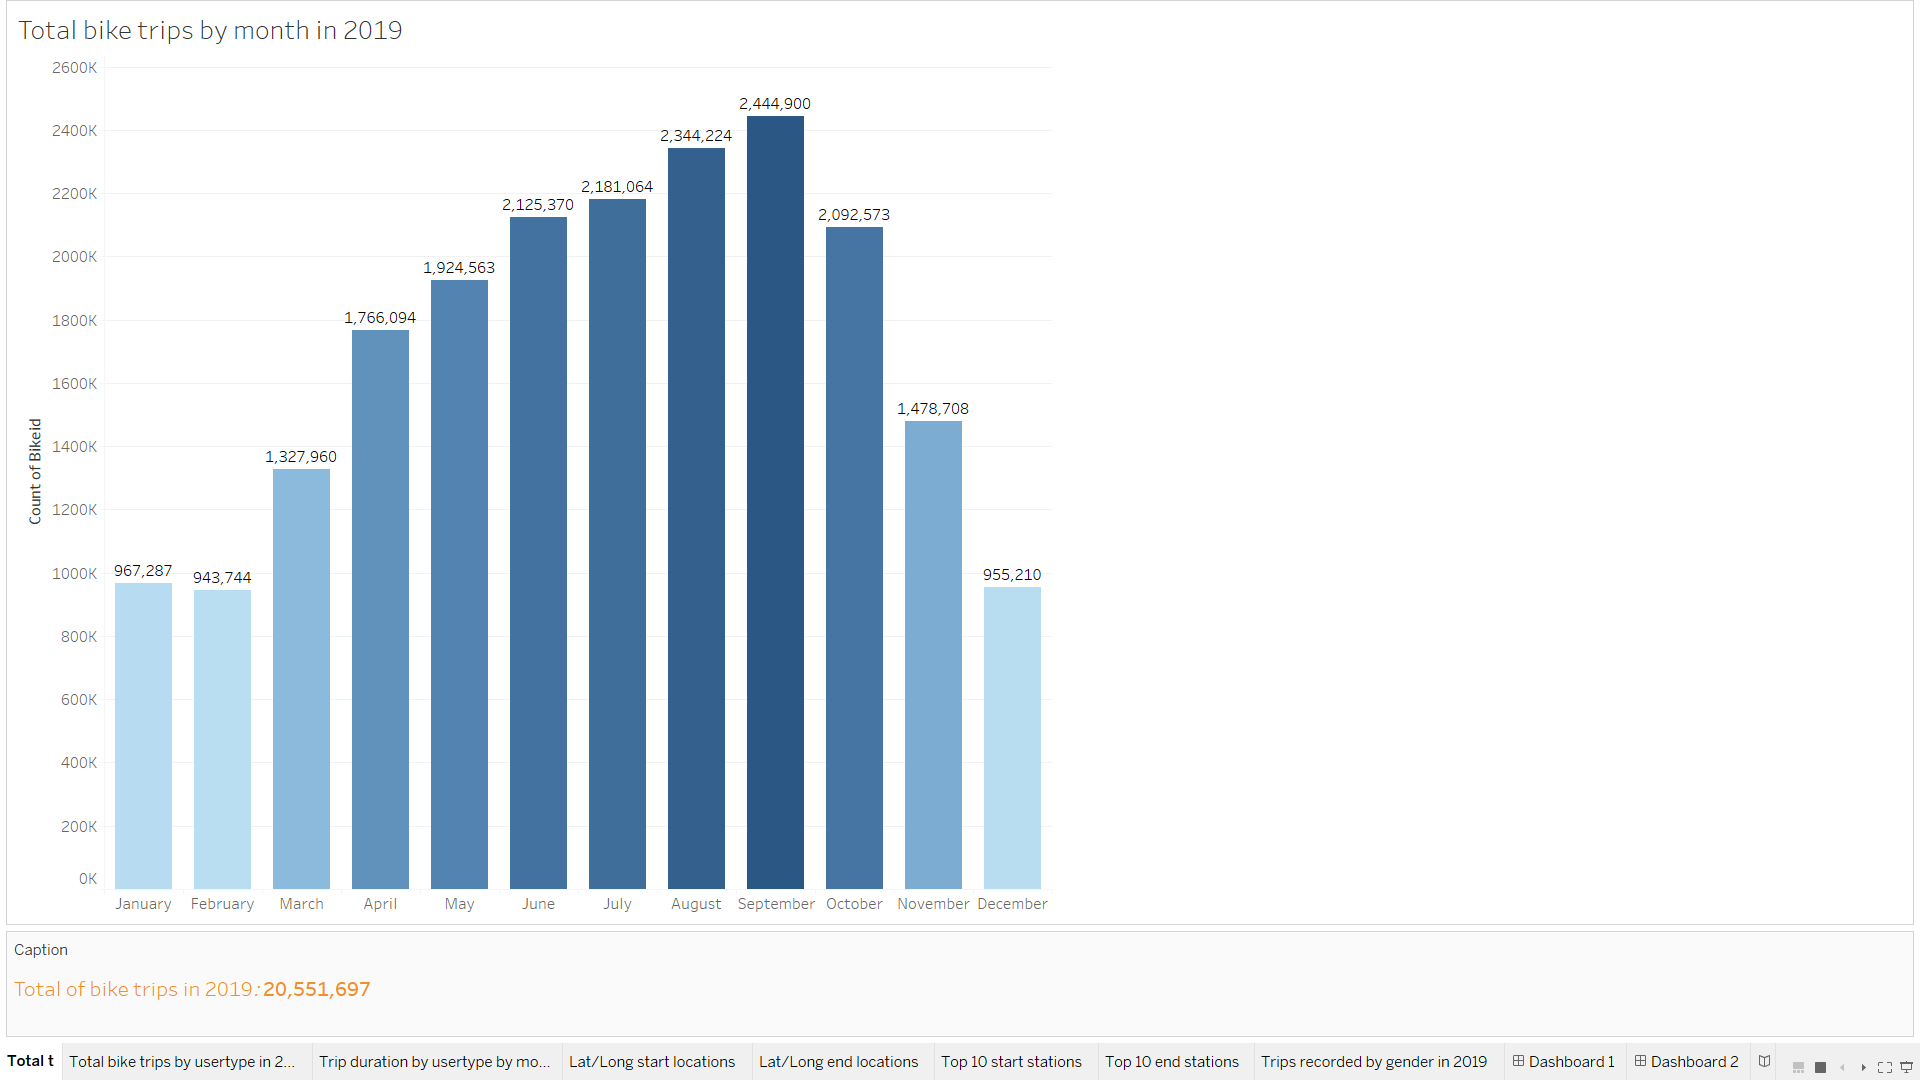 Total bike trips by month in 2019
2600K
2400K
2200K
2000K
1800K
1600K
1400K
1200K
1000K
800K
600K
400K
200K
0K
Count of Bikeid
967,287
943,744
1,327,960
1,766,094
1,924,563
2,125,370
2,181,064
2,344,224
2,444,900
2,092,573
1,478,708
955,210
January February March April May June July August September October November December
Caption
Total of bike trips in 2019: 20,551,697
Total t Total bike trips by usertype in 2... Trip duration by usertype by mo... Lat/Long start locations Lat/Long end locations Top 10 start stations Top 10 end stations Trips recorded by gender in 2019 Dashboard 1 Dashboard 2